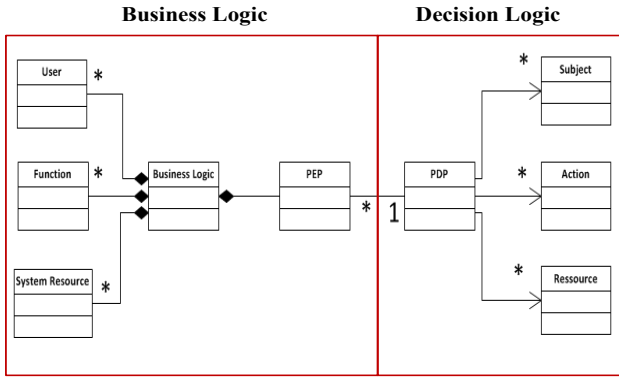 Business Logic
Decision Logic
User
*
Subject
*
Function
*
Business Logic
PEP
*
1
PDP
Action
*
System Resource
*
Ressource
*